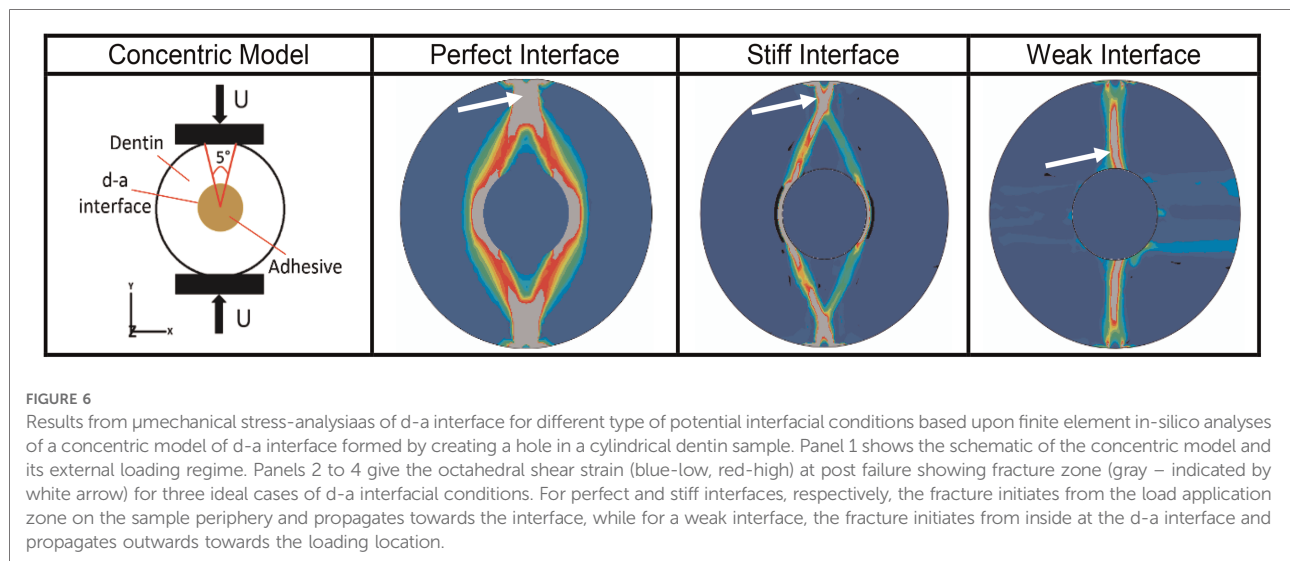 Concentric Model
Perfect Interface
Stiff Interface
Weak Interface
U
Dentin
5°
d-a
interface
Adhesive
Y
Z
x
U
FIGURE 6
Results from µmechanical stress-analysiaas of d-a interface for different type of potential interfacial conditions based upon finite element in-silico analyses
of a concentric model of d-a interface formed by creating a hole in a cylindrical dentin sample. Panel 1 shows the schematic of the concentric model and
its external loading regime. Panels 2 to 4 give the octahedral shear strain (blue-low, red-high) at post failure showing fracture zone (gray – indicated by
white arrow) for three ideal cases of d-a interfacial conditions. For perfect and stiff interfaces, respectively, the fracture initiates from the load application
zone on the sample periphery and propagates towards the interface, while for a weak interface, the fracture initiates from inside at the d-a interface and
propagates outwards towards the loading location.